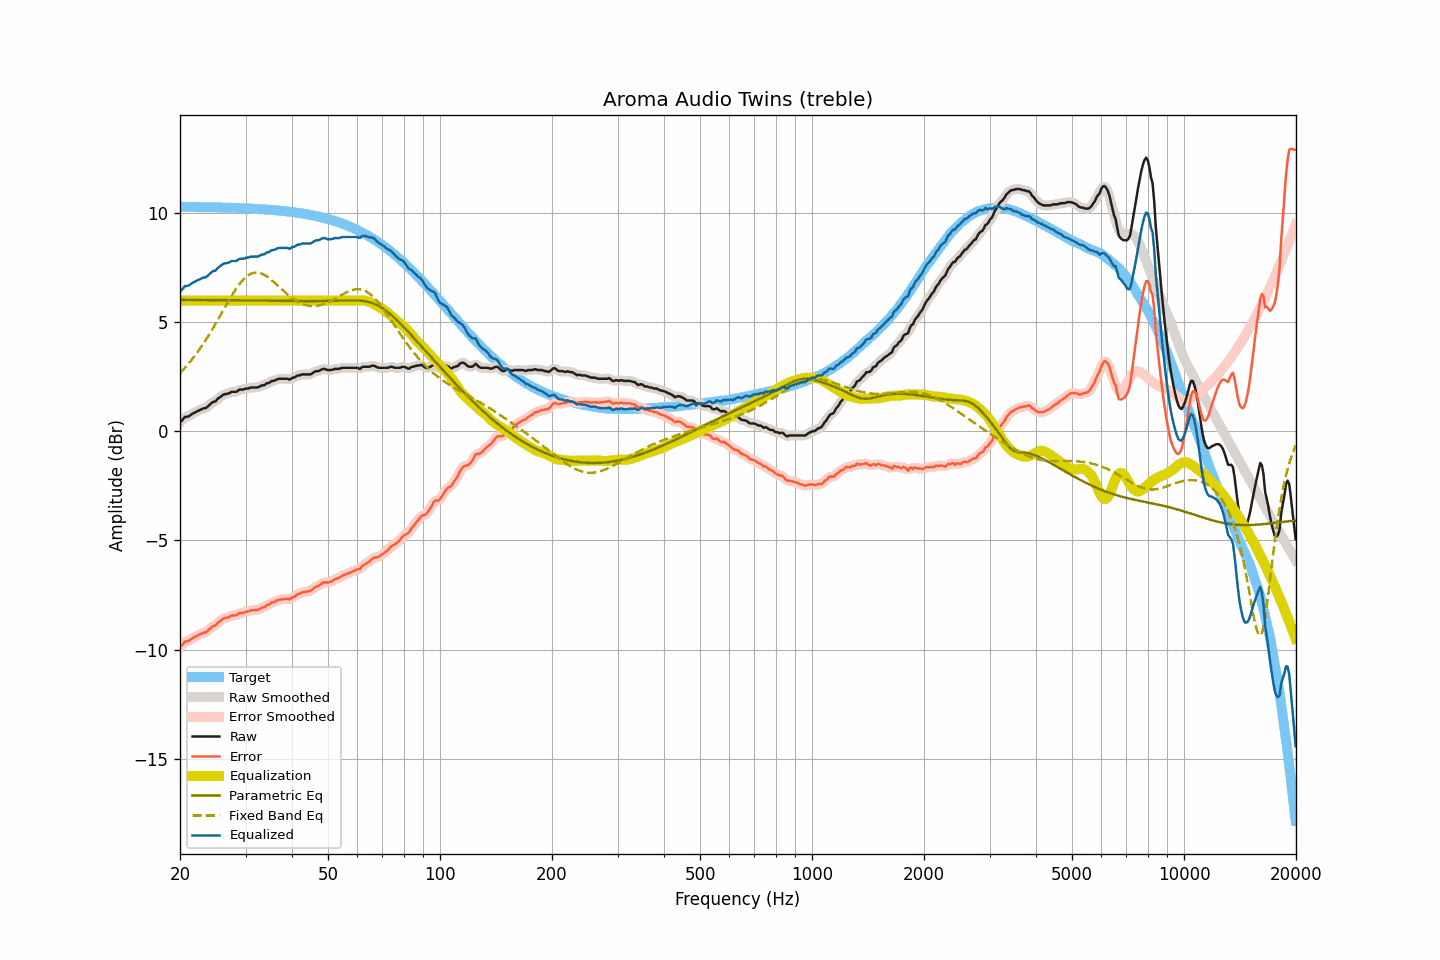 Aroma Audio Twins (treble)
Amplitude (dBr)
10
5
0
−5
−10
−15
Target
Raw Smoothed
Error Smoothed
Raw
Error
Equalization
Parametric Eq
Fixed Band Eq
Equalized
20 50 100 200 500 1000 2000 5000 10000 20000
Frequency (Hz)